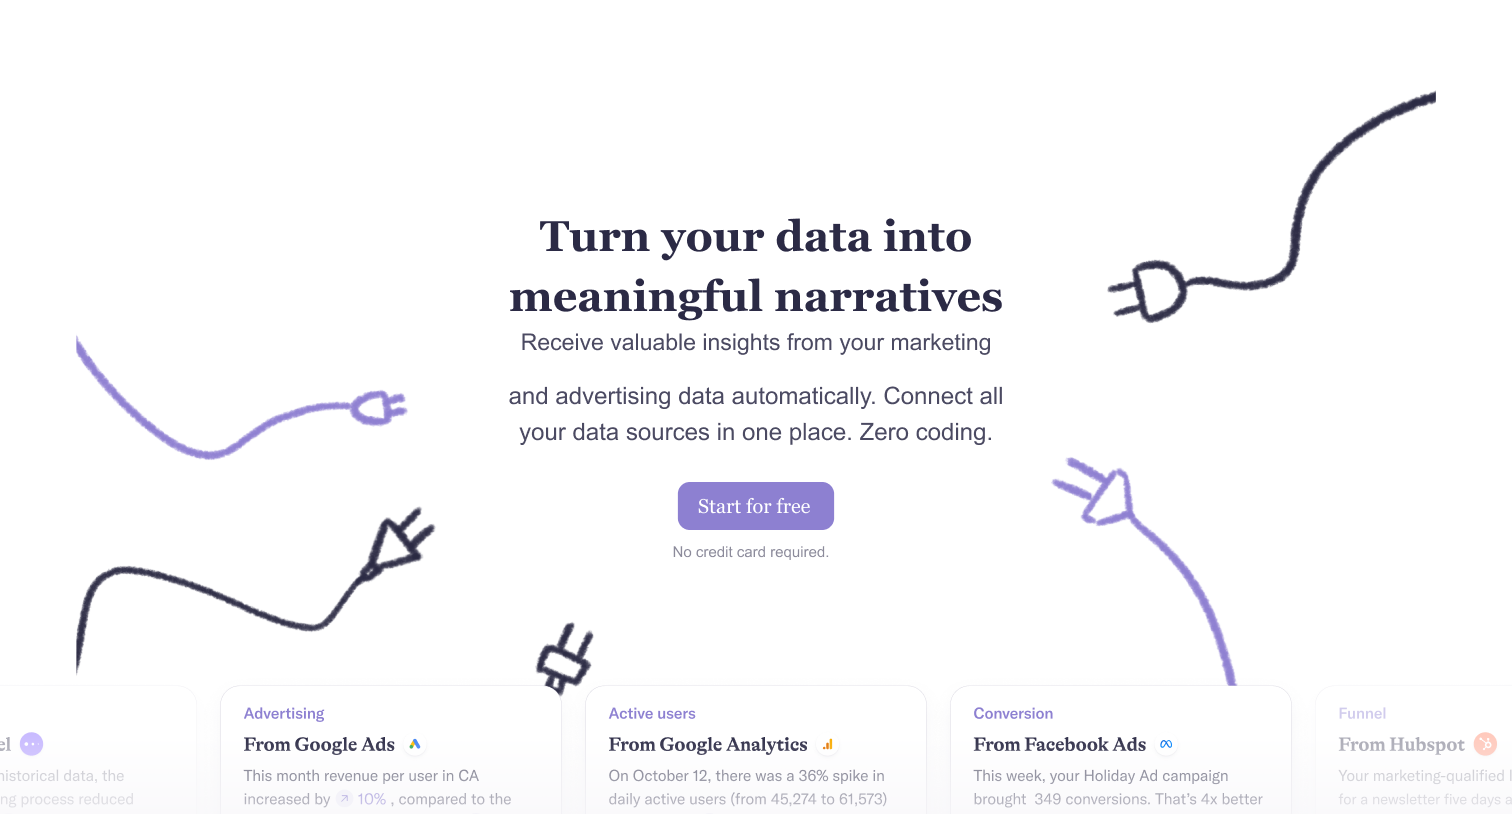 Turn your data into
meaningful narratives
Receive valuable insights from your marketing
and advertising data automatically. Connect all
your data sources in one place. Zero coding.
Start for free
No credit card required.
el
historical data, the
ng process reduced
Advertising
From Google Ads
This month revenue per user in CA
increased by 10% , compared to the
Active users
From Google Analytics
On October 12, there was a 36% spike in
daily active users (from 45,274 to 61,573)
Conversion
From Facebook Ads
This week, your Holiday Ad campaign
brought 349 conversions. That's 4x better
Funnel
From Hubspot
Your marketing-qualified
for a newsletter five days